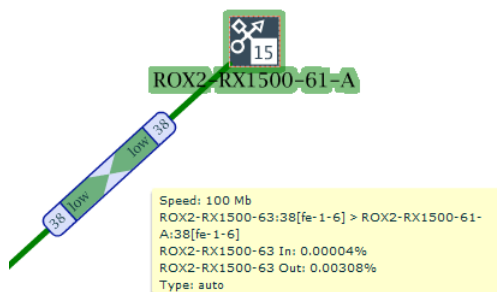 15
ROX2-RX1500-61-A
38
low
low
38
Speed: 100 Mb
ROX2-RX1500-63:38[fe-1-6] > ROX2-RX1500-61-
A:38[fe-1-6]
ROX2-RX1500-63 In: 0.00004%
ROX2-RX1500-63 Out: 0.00308%
Type: auto